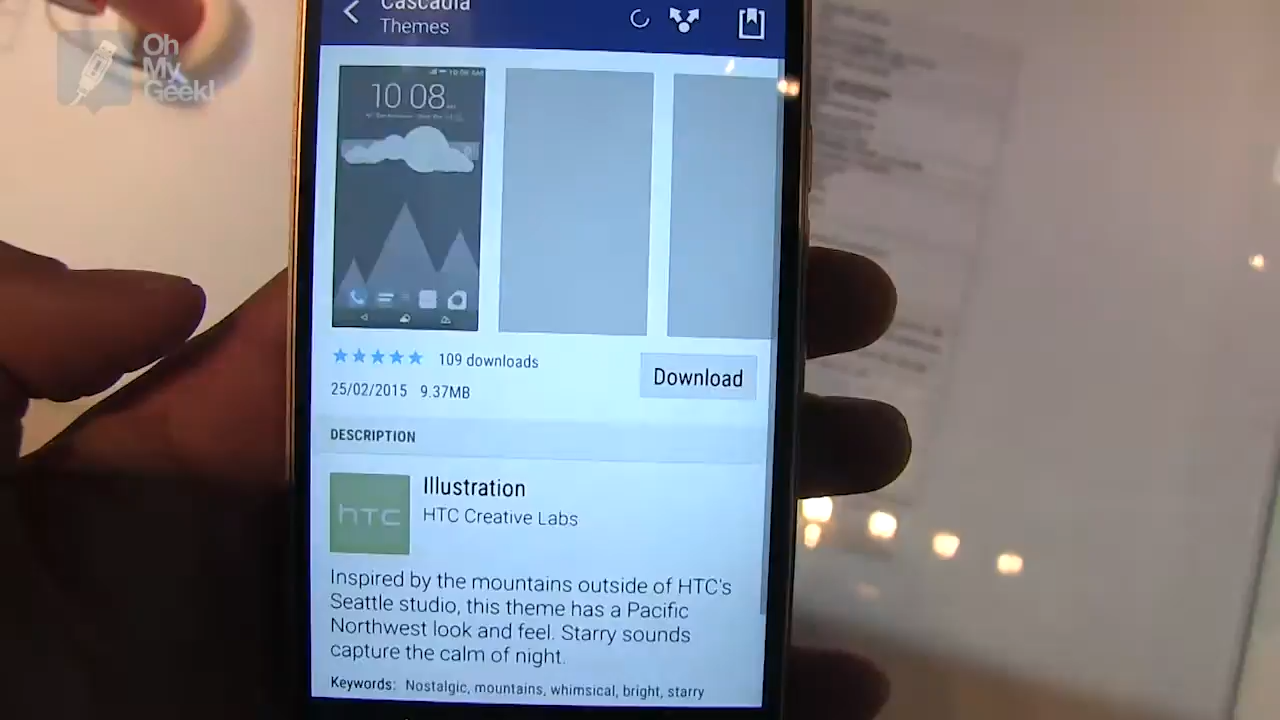 Oh
My
Geek!
Cascadia
Themes
10 08
109 downloads
25/02/2015 9.37MB
Download
DESCRIPTION
hTC
Illustration
HTC Creative Labs
Inspired by the mountains outside of HTC's
Seattle studio, this theme has a Pacific
Northwest look and feel. Starry sounds
capture the calm of night.
Keywords: Nostalgic, mountains, whimsical, bright, starry